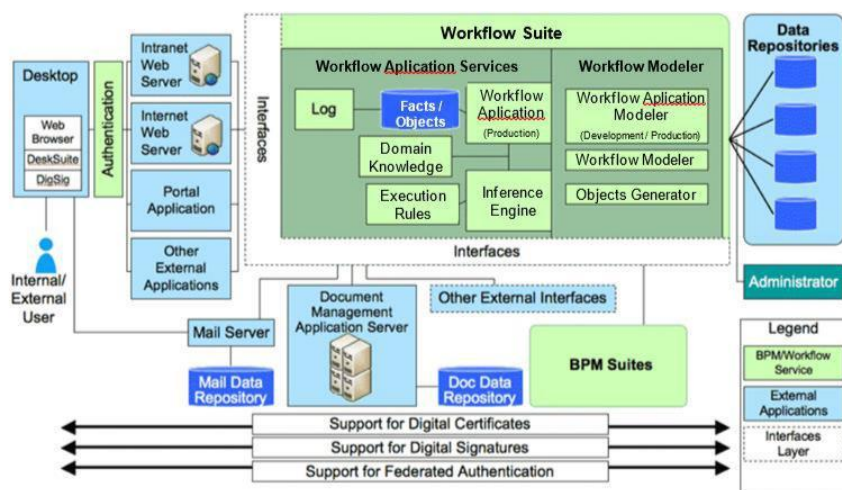 Workflow Suite
Workflow Aplication Services
Workflow Modeler
Log
Facts /
Objects
Workflow
Aplication
(Production)
Domain
Knowledge
Execution
Rules
Inference
Engine
Workflow Aplication
Modeler
(Development / Production)
Workflow Modeler
Objects Generator
Interfaces
Interfaces
Desktop
Web
Browser
DeskSuite
DigSig
Internal/
External
User
Authentication
Intranet
Web
Server
Internet
Web
Server
Portal
Application
Other
External
Applications
Data
Repositories
Administrator
Mail Server
Mail Data
Repository
Document
Management
Application Server
Doc Data
Repository
Other External Interfaces
BPM Suites
Legend
BPM/Workflow
Service
External
Applications
Interfaces
Layer
Support for Digital Certificates
Support for Digital Signatures
Support for Federated Authentication